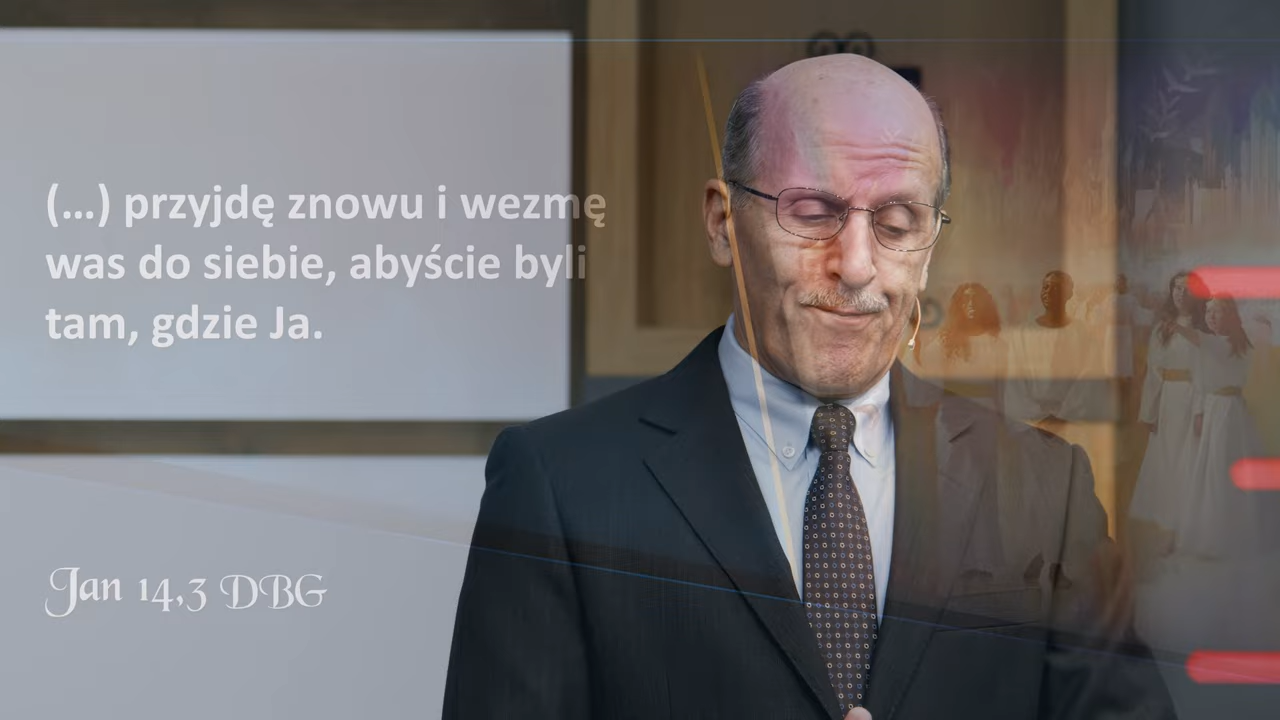 (...) przyjdę znowu i wezmę
was do siebie, abyście byli
tam, gdzie Ja.
Jan 14,3 DBG